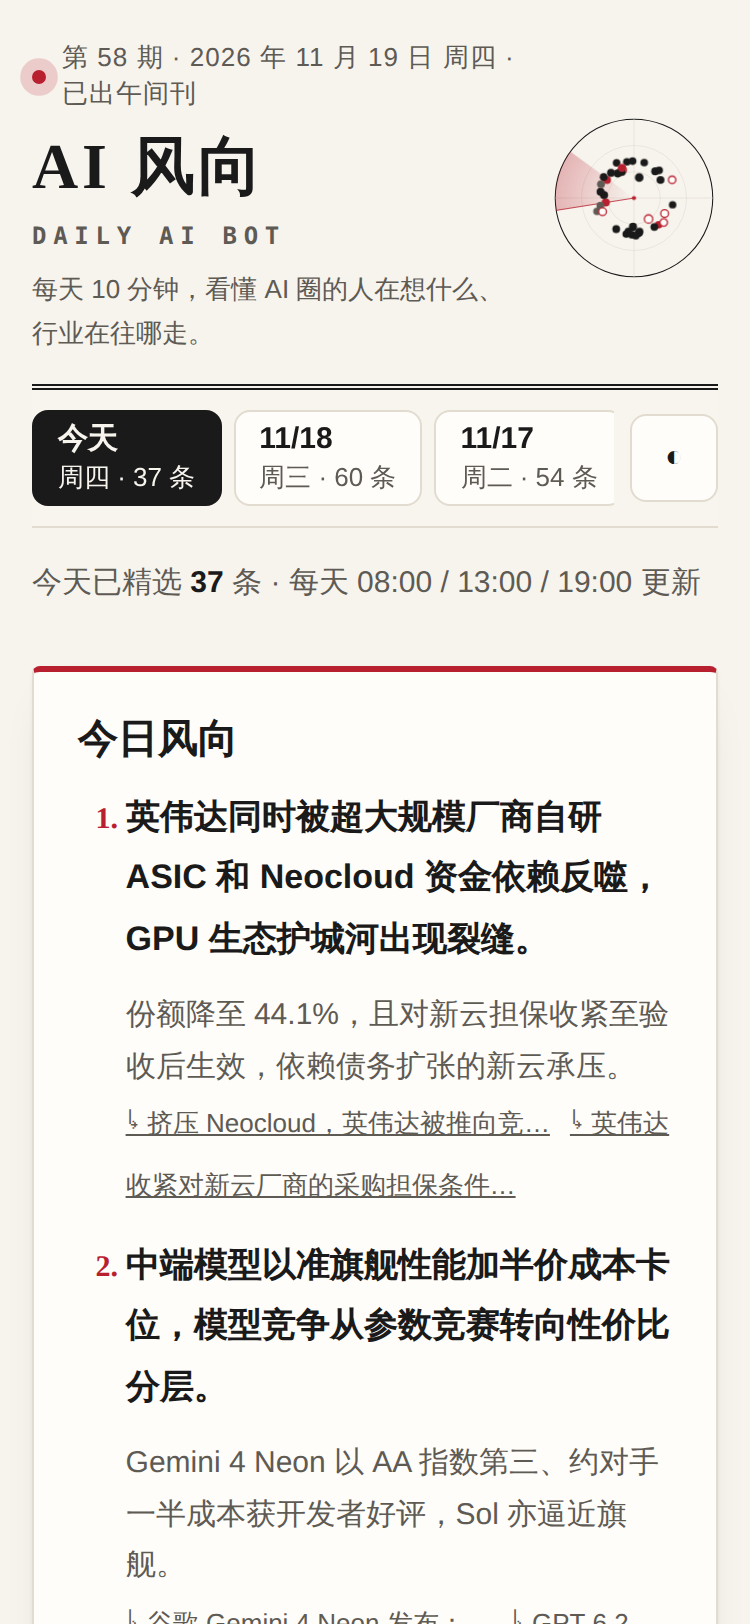 第 58 期 · 2026 年 11 月 19 日 周四 ·
已出午间刊
AI 风向
DAILY AI BOT
每天 10 分钟，看懂 AI 圈的人在想什么、
行业在往哪走。
今天
周四 · 37 条
11/18
周三 · 60 条
11/17
周二 · 54 条
今天已精选 37 条 · 每天 08:00 / 13:00 / 19:00 更新
今日风向
1. 英伟达同时被超大规模厂商自研
ASIC 和 Neocloud 资金依赖反噬，
GPU 生态护城河出现裂缝。
份额降至 44.1%，且对新云担保收紧至验
收后生效，依赖债务扩张的新云承压。
↳ 挤压 Neocloud，英伟达被推向竞… ↳ 英伟达
收紧对新云厂商的采购担保条件…
2. 中端模型以准旗舰性能加半价成本卡
位，模型竞争从参数竞赛转向性价比
分层。
Gemini 4 Neon 以 AA 指数第三、约对手
一半成本获开发者好评，Sol 亦逼近旗
舰。
↳ 谷歌 Gemini 4 Neon 发布： ↳ GPT-6.2